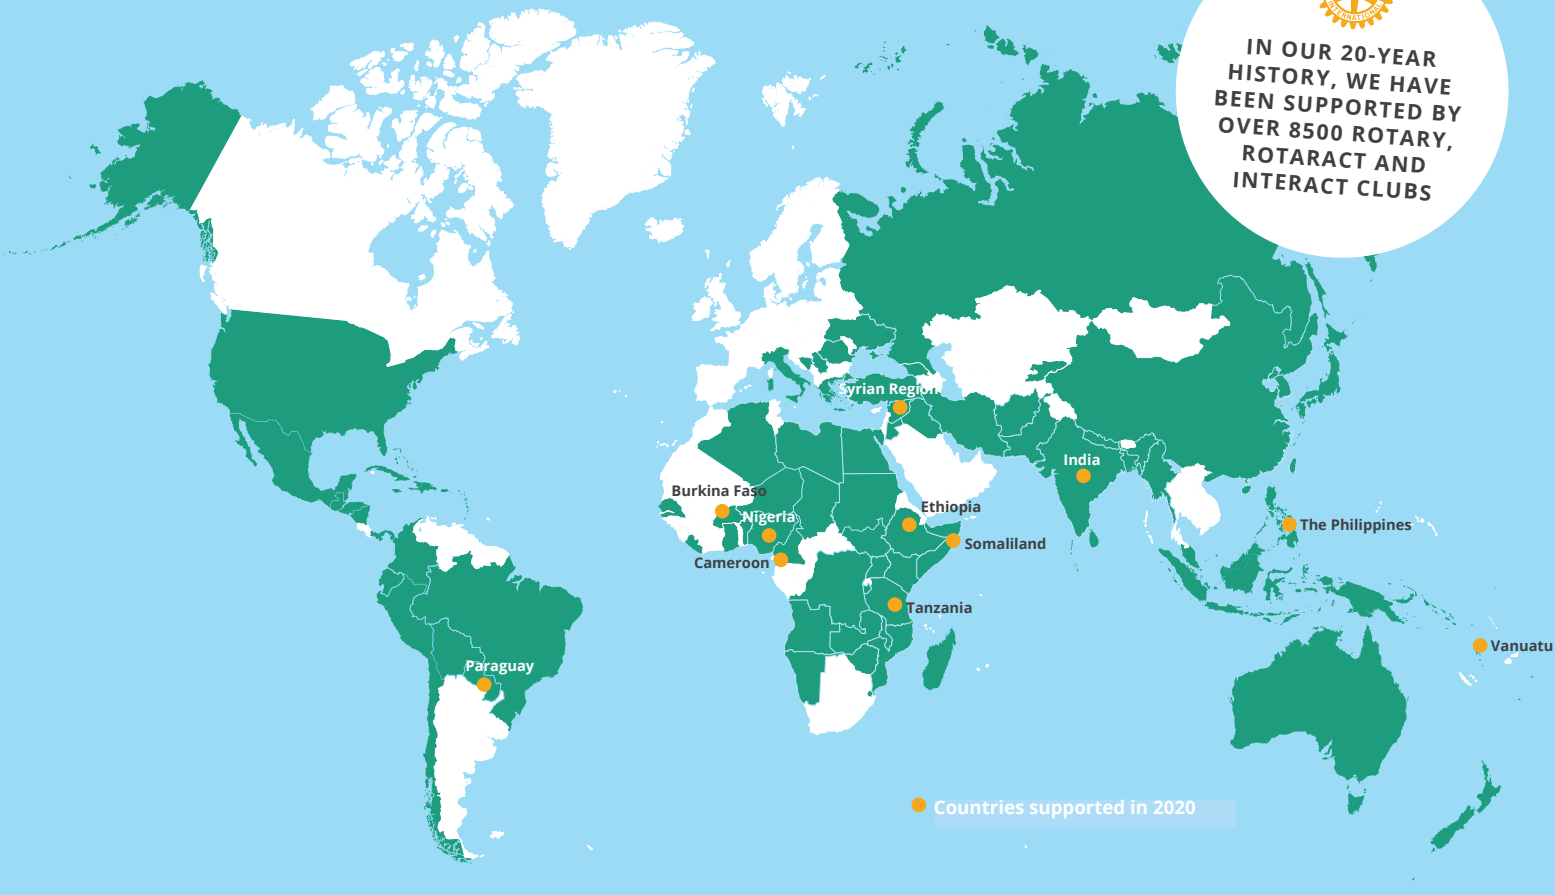 INTERNATIONAL
IN OUR 20-YEAR
HISTORY, WE HAVE
BEEN SUPPORTED BY
OVER 8500 ROTARY,
ROTARACT AND
INTERACT CLUBS
Syrian Region
India
Burkina Faso
Nigeria
Ethiopia
The Philippines
Somaliland
Cameroon
Tanzania
Vanuatu
Paraguay
Countries supported in 2020